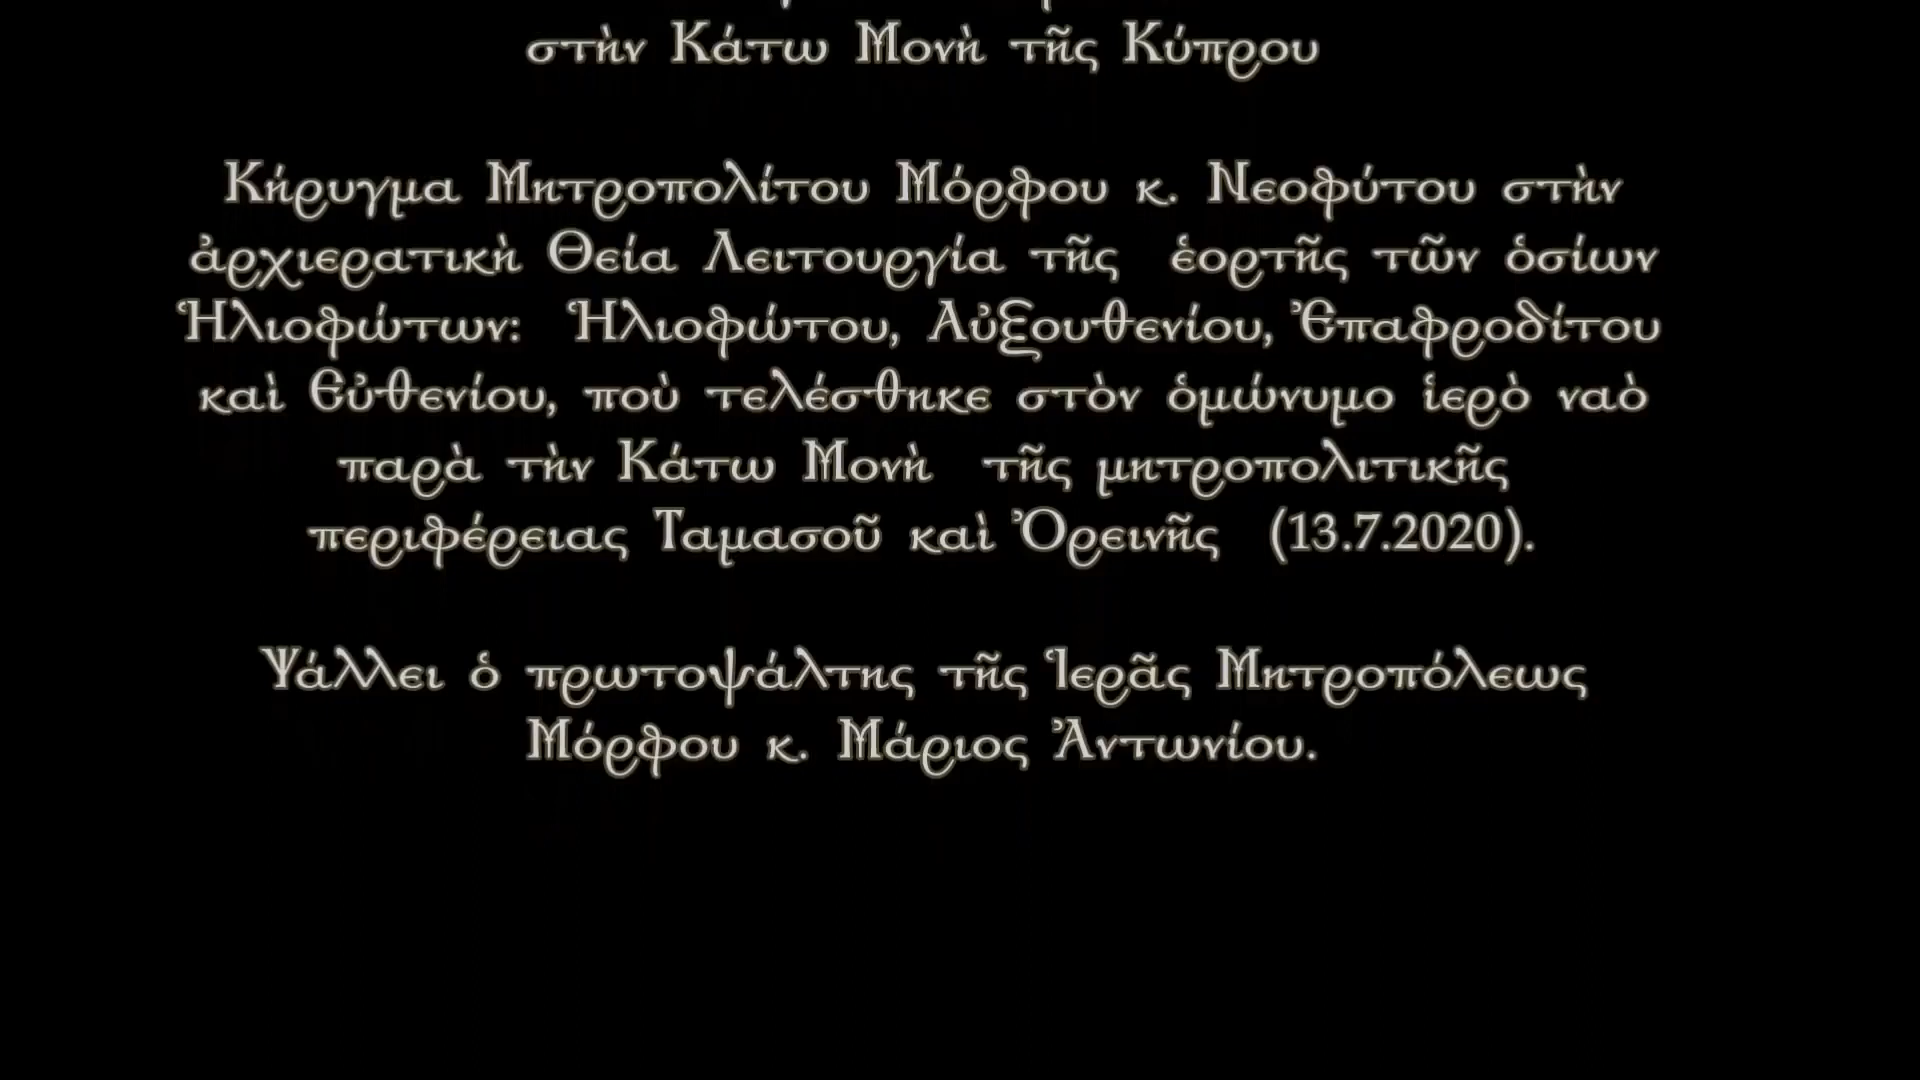 στὴν Κάτω Μονὴ τῆς Κύπρου
Κήρυγμα Μητροπολίτου Μόρφου κ. Νεοφύτου στὴν
ἀρχιερατικὴ Θεία Λειτουργία τῆς ἑορτῆς τῶν ὁσίων
Ἡλιοφώτων: Ἡλιοφώτου, Αὐξουθενίου, Ἐπαφροδίτου
καὶ Εὐθενίου, ποὺ τελέσθηκε στὸν ὁμώνυμο ἱερὸ ναὸ
παρὰ τὴν Κάτω Μονὴ τῆς μητροπολιτικῆς
περιφέρειας Ταμασοῦ καὶ Ὀρεινῆς (13.7.2020).
Ψάλλει ὁ πρωτοψάλτης τῆς Ἱερᾶς Μητροπόλεως
Μόρφου κ. Μάριος Ἀντωνίου.